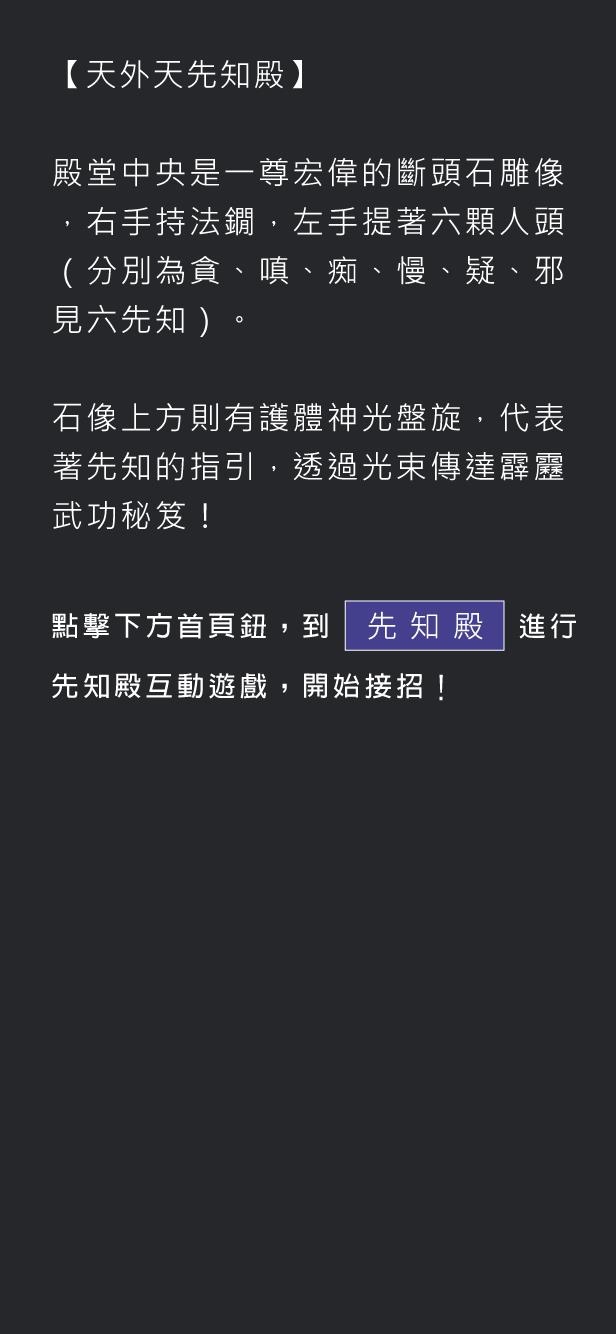 【天外天先知殿】
殿堂中央是一尊宏偉的斷頭石雕像
，右手持法鐧，左手提著六顆人頭
（分別為貪、嗔、痴、慢、疑、邪
見六先知）。
石像上方則有護體神光盤旋，代表
著先知的指引，透過光束傳達霹靂
武功秘笈！
點擊下方首頁鈕，到 先知殿 進行
先知殿互動遊戲，開始接招！